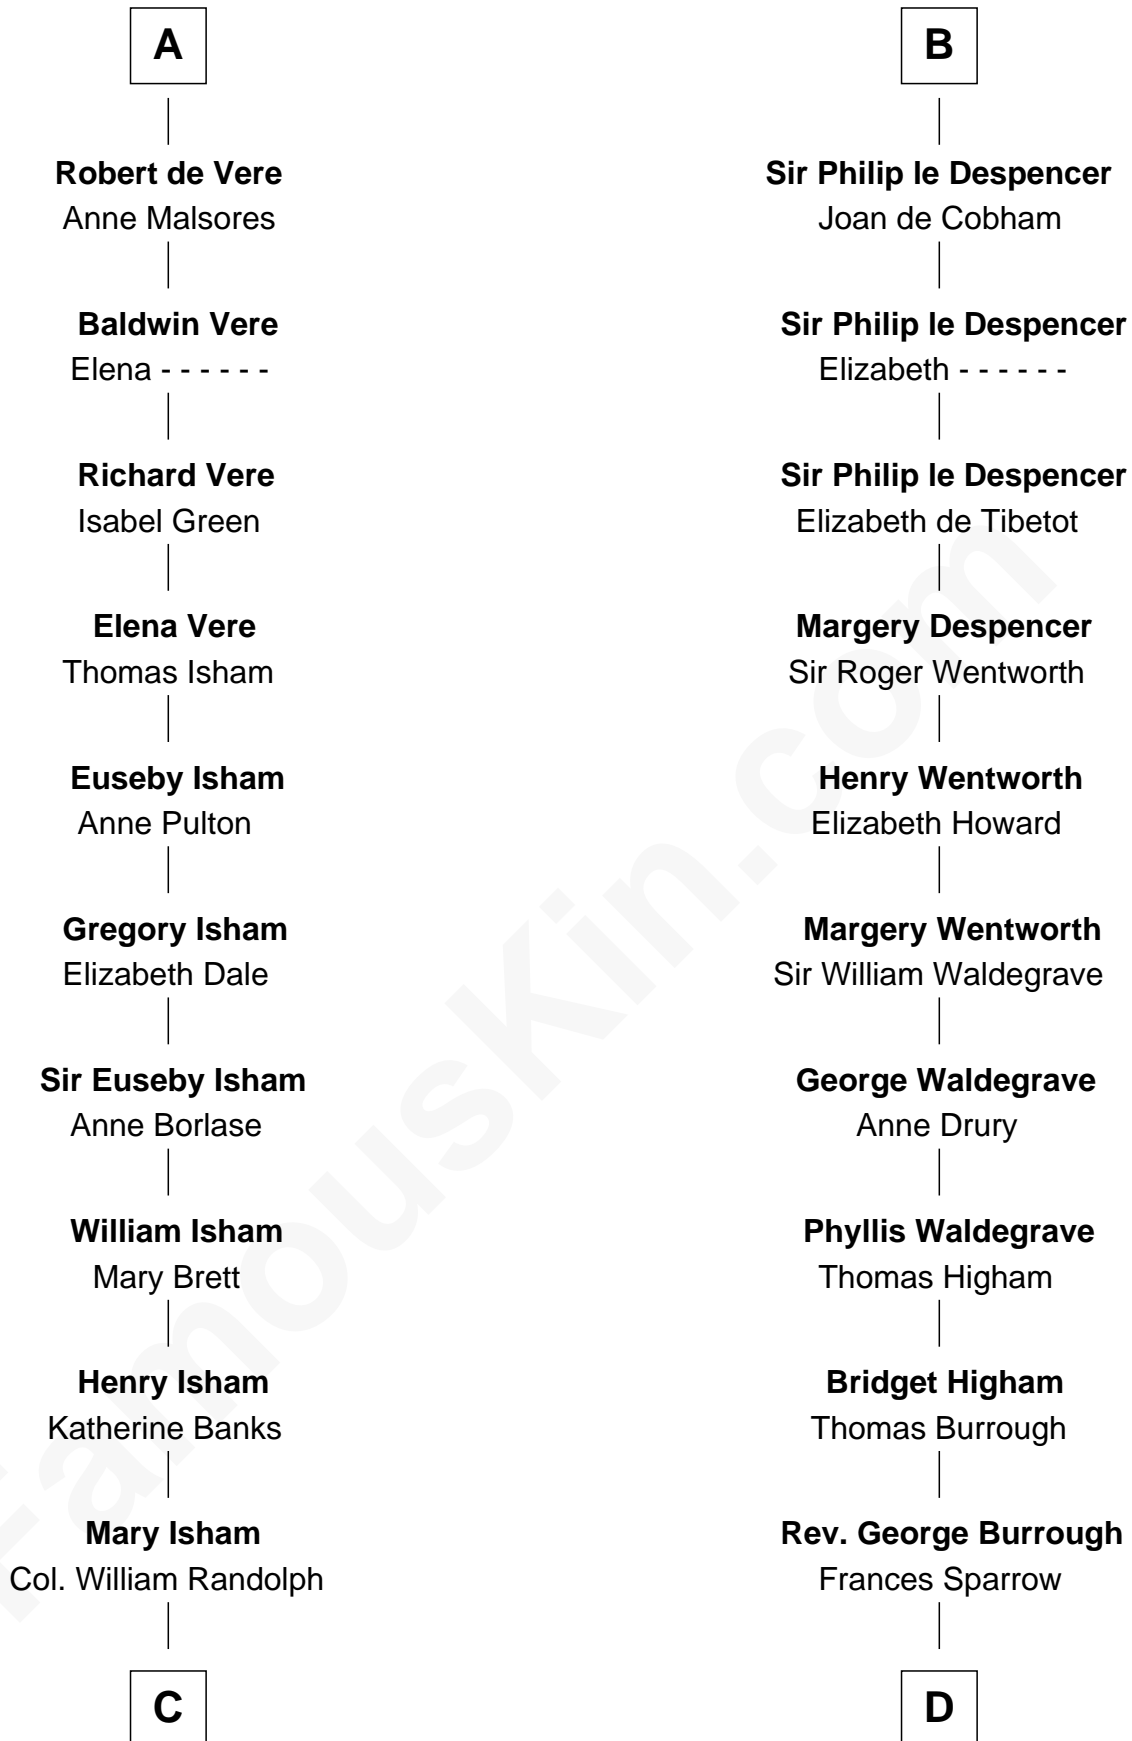 A
Robert de Vere
Anne Malsores
Baldwin Vere
Elena - - - - - -
Richard Vere
Isabel Green
Elena Vere
Thomas Isham
Euseby Isham
Anne Pulton
Gregory Isham
Elizabeth Dale
Sir Euseby Isham
Anne Borlase
William Isham
Mary Brett
Henry Isham
Katherine Banks
Mary Isham
Col. William Randolph
C
B
Sir Philip le Despencer
Joan de Cobham
Sir Philip le Despencer
Elizabeth - - - - - -
Sir Philip le Despencer
Elizabeth de Tibetot
Margery Despencer
Sir Roger Wentworth
Henry Wentworth
Elizabeth Howard
Margery Wentworth
Sir William Waldegrave
George Waldegrave
Anne Drury
Phyllis Waldegrave
Thomas Higham
Bridget Higham
Thomas Burrough
Rev. George Burrough
Frances Sparrow
D
FamousKin.com